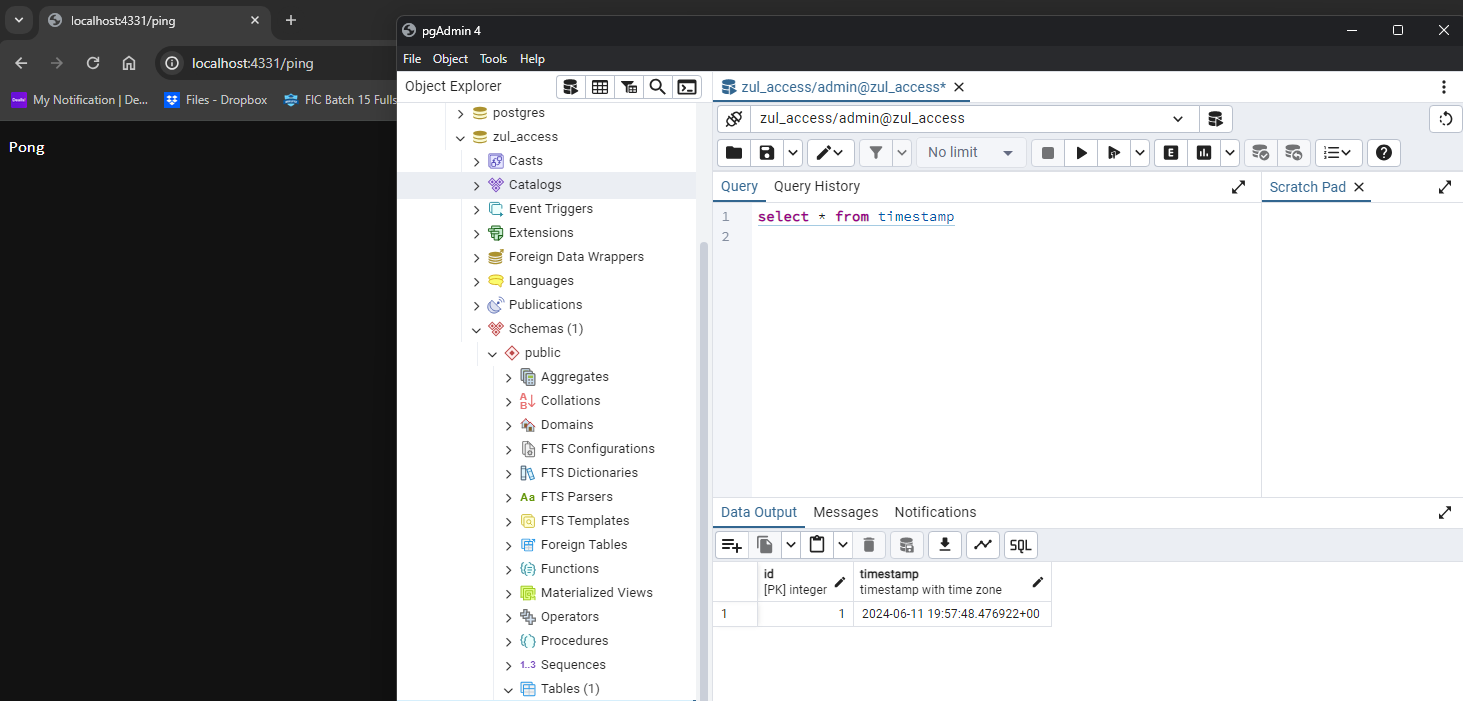 localhost:4331/ping
localhost:4331/ping
My Notification | De...
Files - Dropbox
FIC Batch 15 Fulls
Pong
pgAdmin 4
File Object Tools Help
Object Explorer
postgres
zul_access
Casts
Catalogs
Event Triggers
Extensions
Foreign Data Wrappers
Languages
Publications
Schemas (1)
public
Aggregates
Collations
Domains
FTS Configurations
FTS Dictionaries
Aa FTS Parsers
FTS Templates
Foreign Tables
Functions
Materialized Views
Operators
Procedures
1..3 Sequences
Tables (1)
zul_access/admin@zul_access*
zul_access/admin@zul_access
No limit
E
Query Query History
Scratch Pad
1 select * from timestamp
2
Data Output Messages Notifications
SQL
id timestamp
[PK] integer timestamp with time zone
1 1 2024-06-11 19:57:48.476922+00